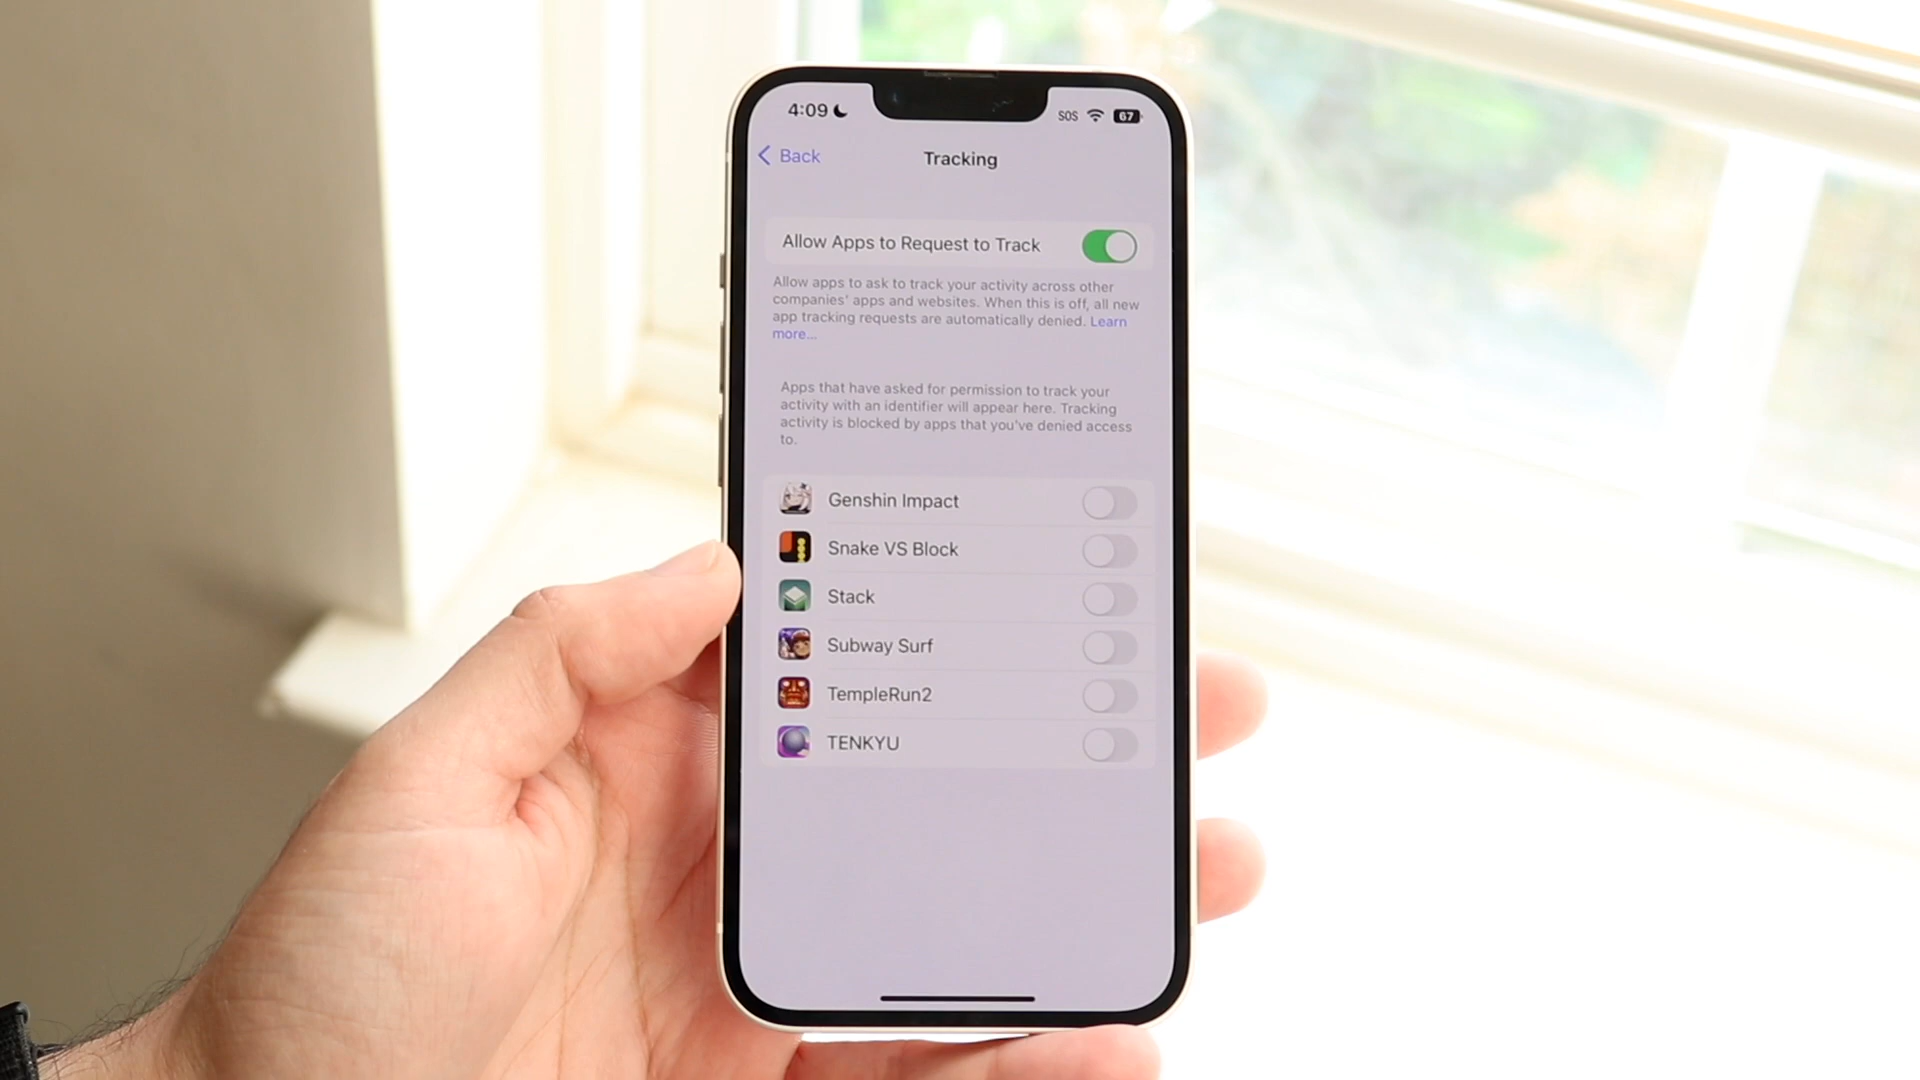 4:09
SOS
67
Back
Tracking
Allow Apps to Request to Track
Allow apps to ask to track your activity across other
companies' apps and websites. When this is off, all new
app tracking requests are automatically denied. Learn
more...
Apps that have asked for permission to track your
activity with an identifier will appear here. Tracking
activity is blocked by apps that you've denied access
to.
Genshin Impact
Snake VS Block
Stack
Subway Surf
TempleRun2
TENKYU